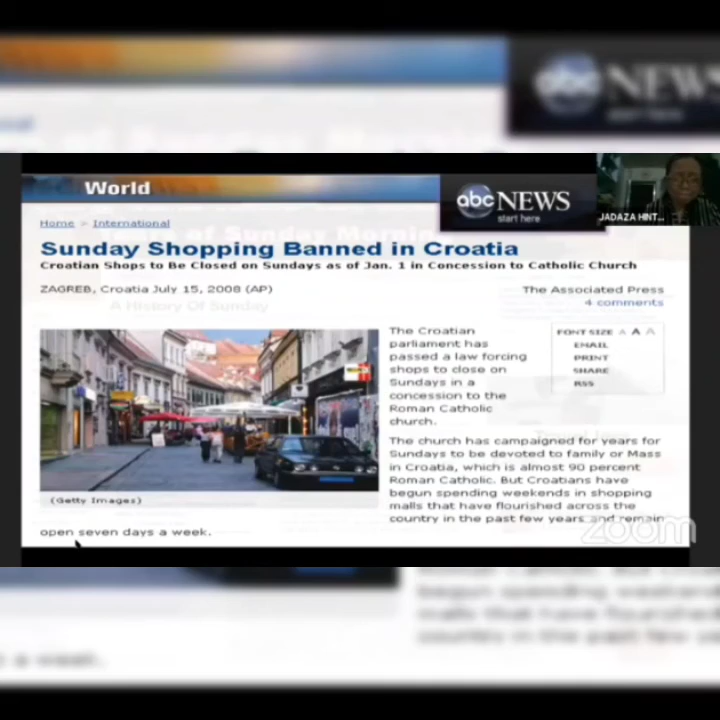 World
abc NEWS
start here
JADAZA HINT...
Home > International
Sunday Shopping Banned in Croatia
Croatian Shops to Be Closed on Sundays as of Jan. 1 in Concession to Catholic Church
ZAGREB, Croatia July 15, 2008 (AP)
The Associated Press
4 comments
A History Of Sunday
The Croatian
parliament has
passed a law forcing
shops to close on
Sundays in a
concession to the
Roman Catholic
church.
FONT SIZE A A A
EMAIL
PRINT
SHARE
RSS
The church has campaigned for years for
Sundays to be devoted to family or Mass
in Croatia, which is almost 90 percent
Roman Catholic. But Croatians have
begun spending weekends in shopping
malls that have flourished across the
country in the past few years and remain
(Getty Images)
open seven days a week.
zoom